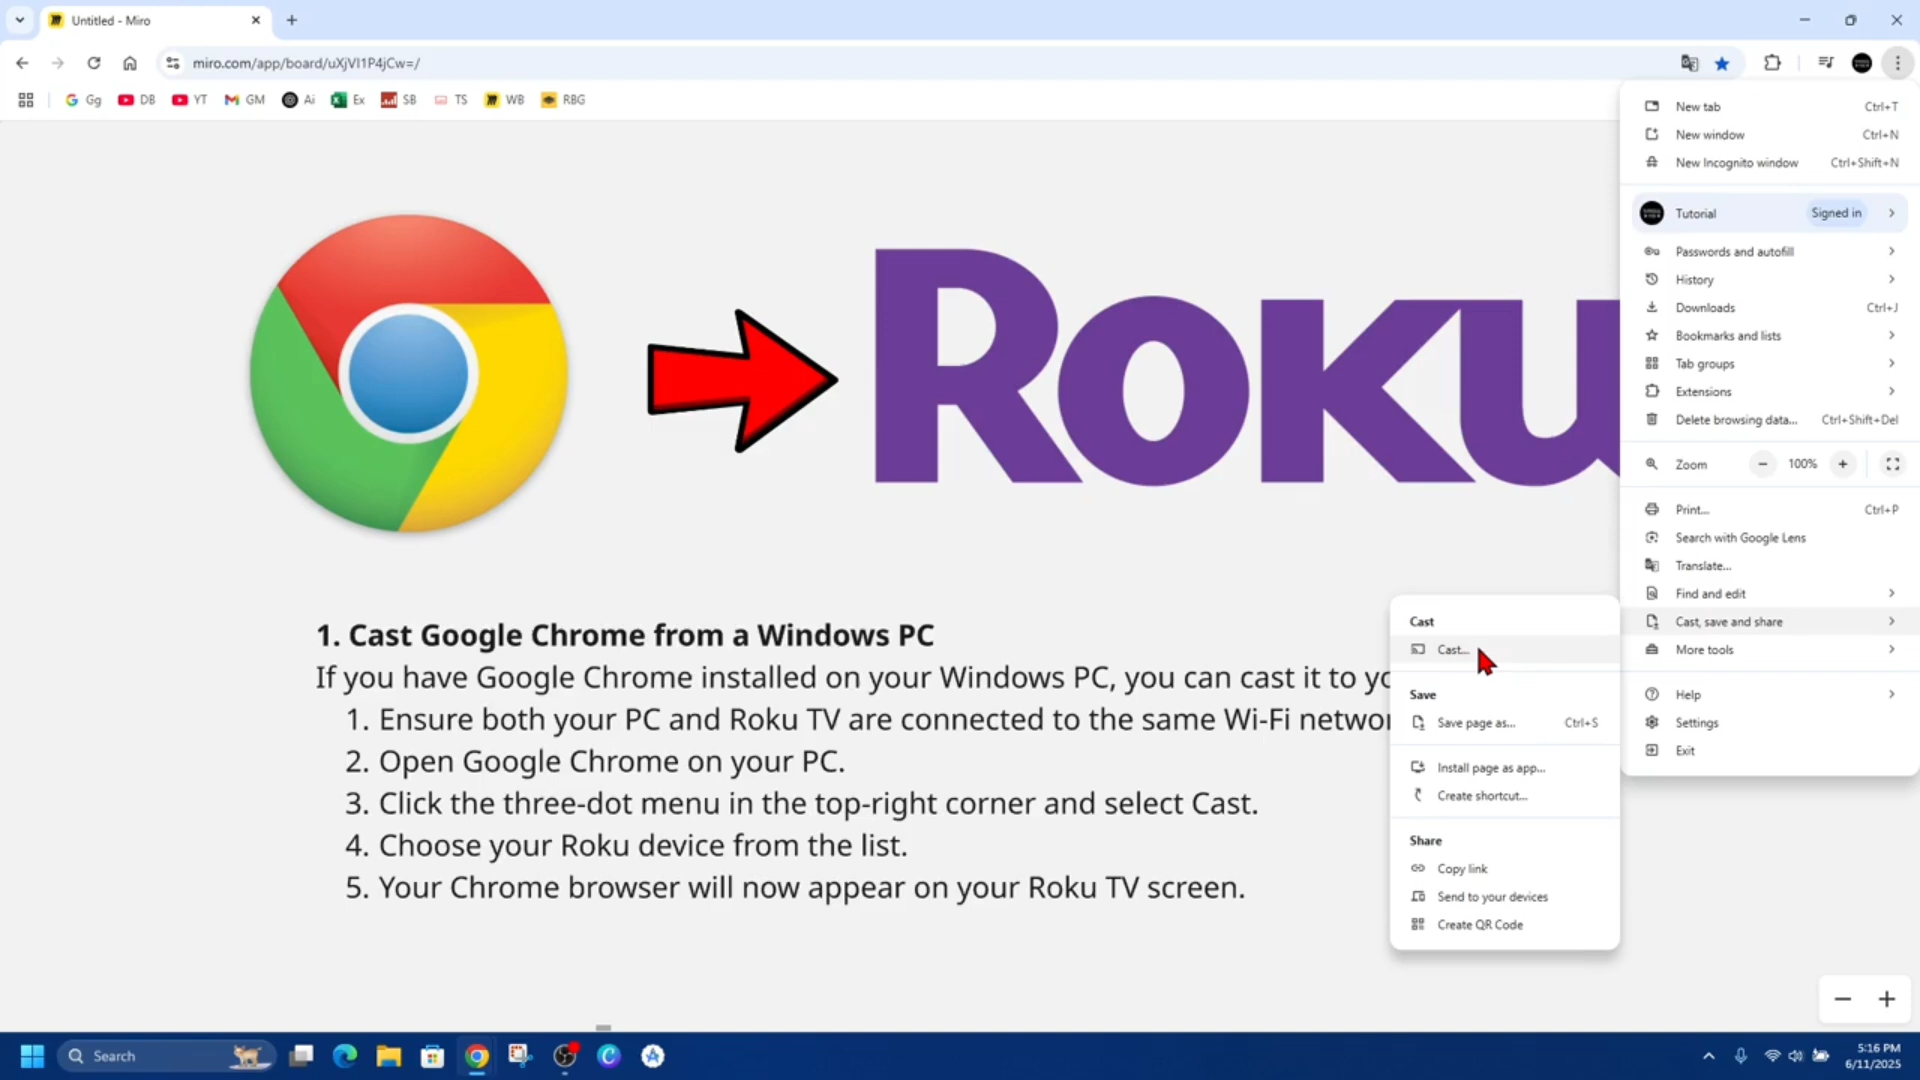 Untitled - Miro
miro.com/app/board/uXjVI1P4jCw=/
Gg
DB
YT
GM
Ai
Ex
SB
TS
WB
RBG
New tab Ctrl+T
New window Ctrl+N
New Incognito window Ctrl+Shift+N
Tutorial Signed in
Passwords and autofill
History
Downloads Ctrl+J
Bookmarks and lists
Tab groups
Extensions
Delete browsing data... Ctrl+Shift+Del
Zoom − 100% +
Print... Ctrl+P
Search with Google Lens
Translate...
Find and edit
Cast, save and share
More tools
Help
Settings
Exit
Cast
Cast...
Save
Save page as... Ctrl+S
Install page as app...
Create shortcut...
Share
Copy link
Send to your devices
Create QR Code
Roku
1. Cast Google Chrome from a Windows PC
If you have Google Chrome installed on your Windows PC, you can cast it to
1. Ensure both your PC and Roku TV are connected to the same Wi-Fi
2. Open Google Chrome on your PC.
3. Click the three-dot menu in the top-right corner and select Cast.
4. Choose your Roku device from the list.
5. Your Chrome browser will now appear on your Roku TV screen.
Search
5:16 PM
6/11/2025